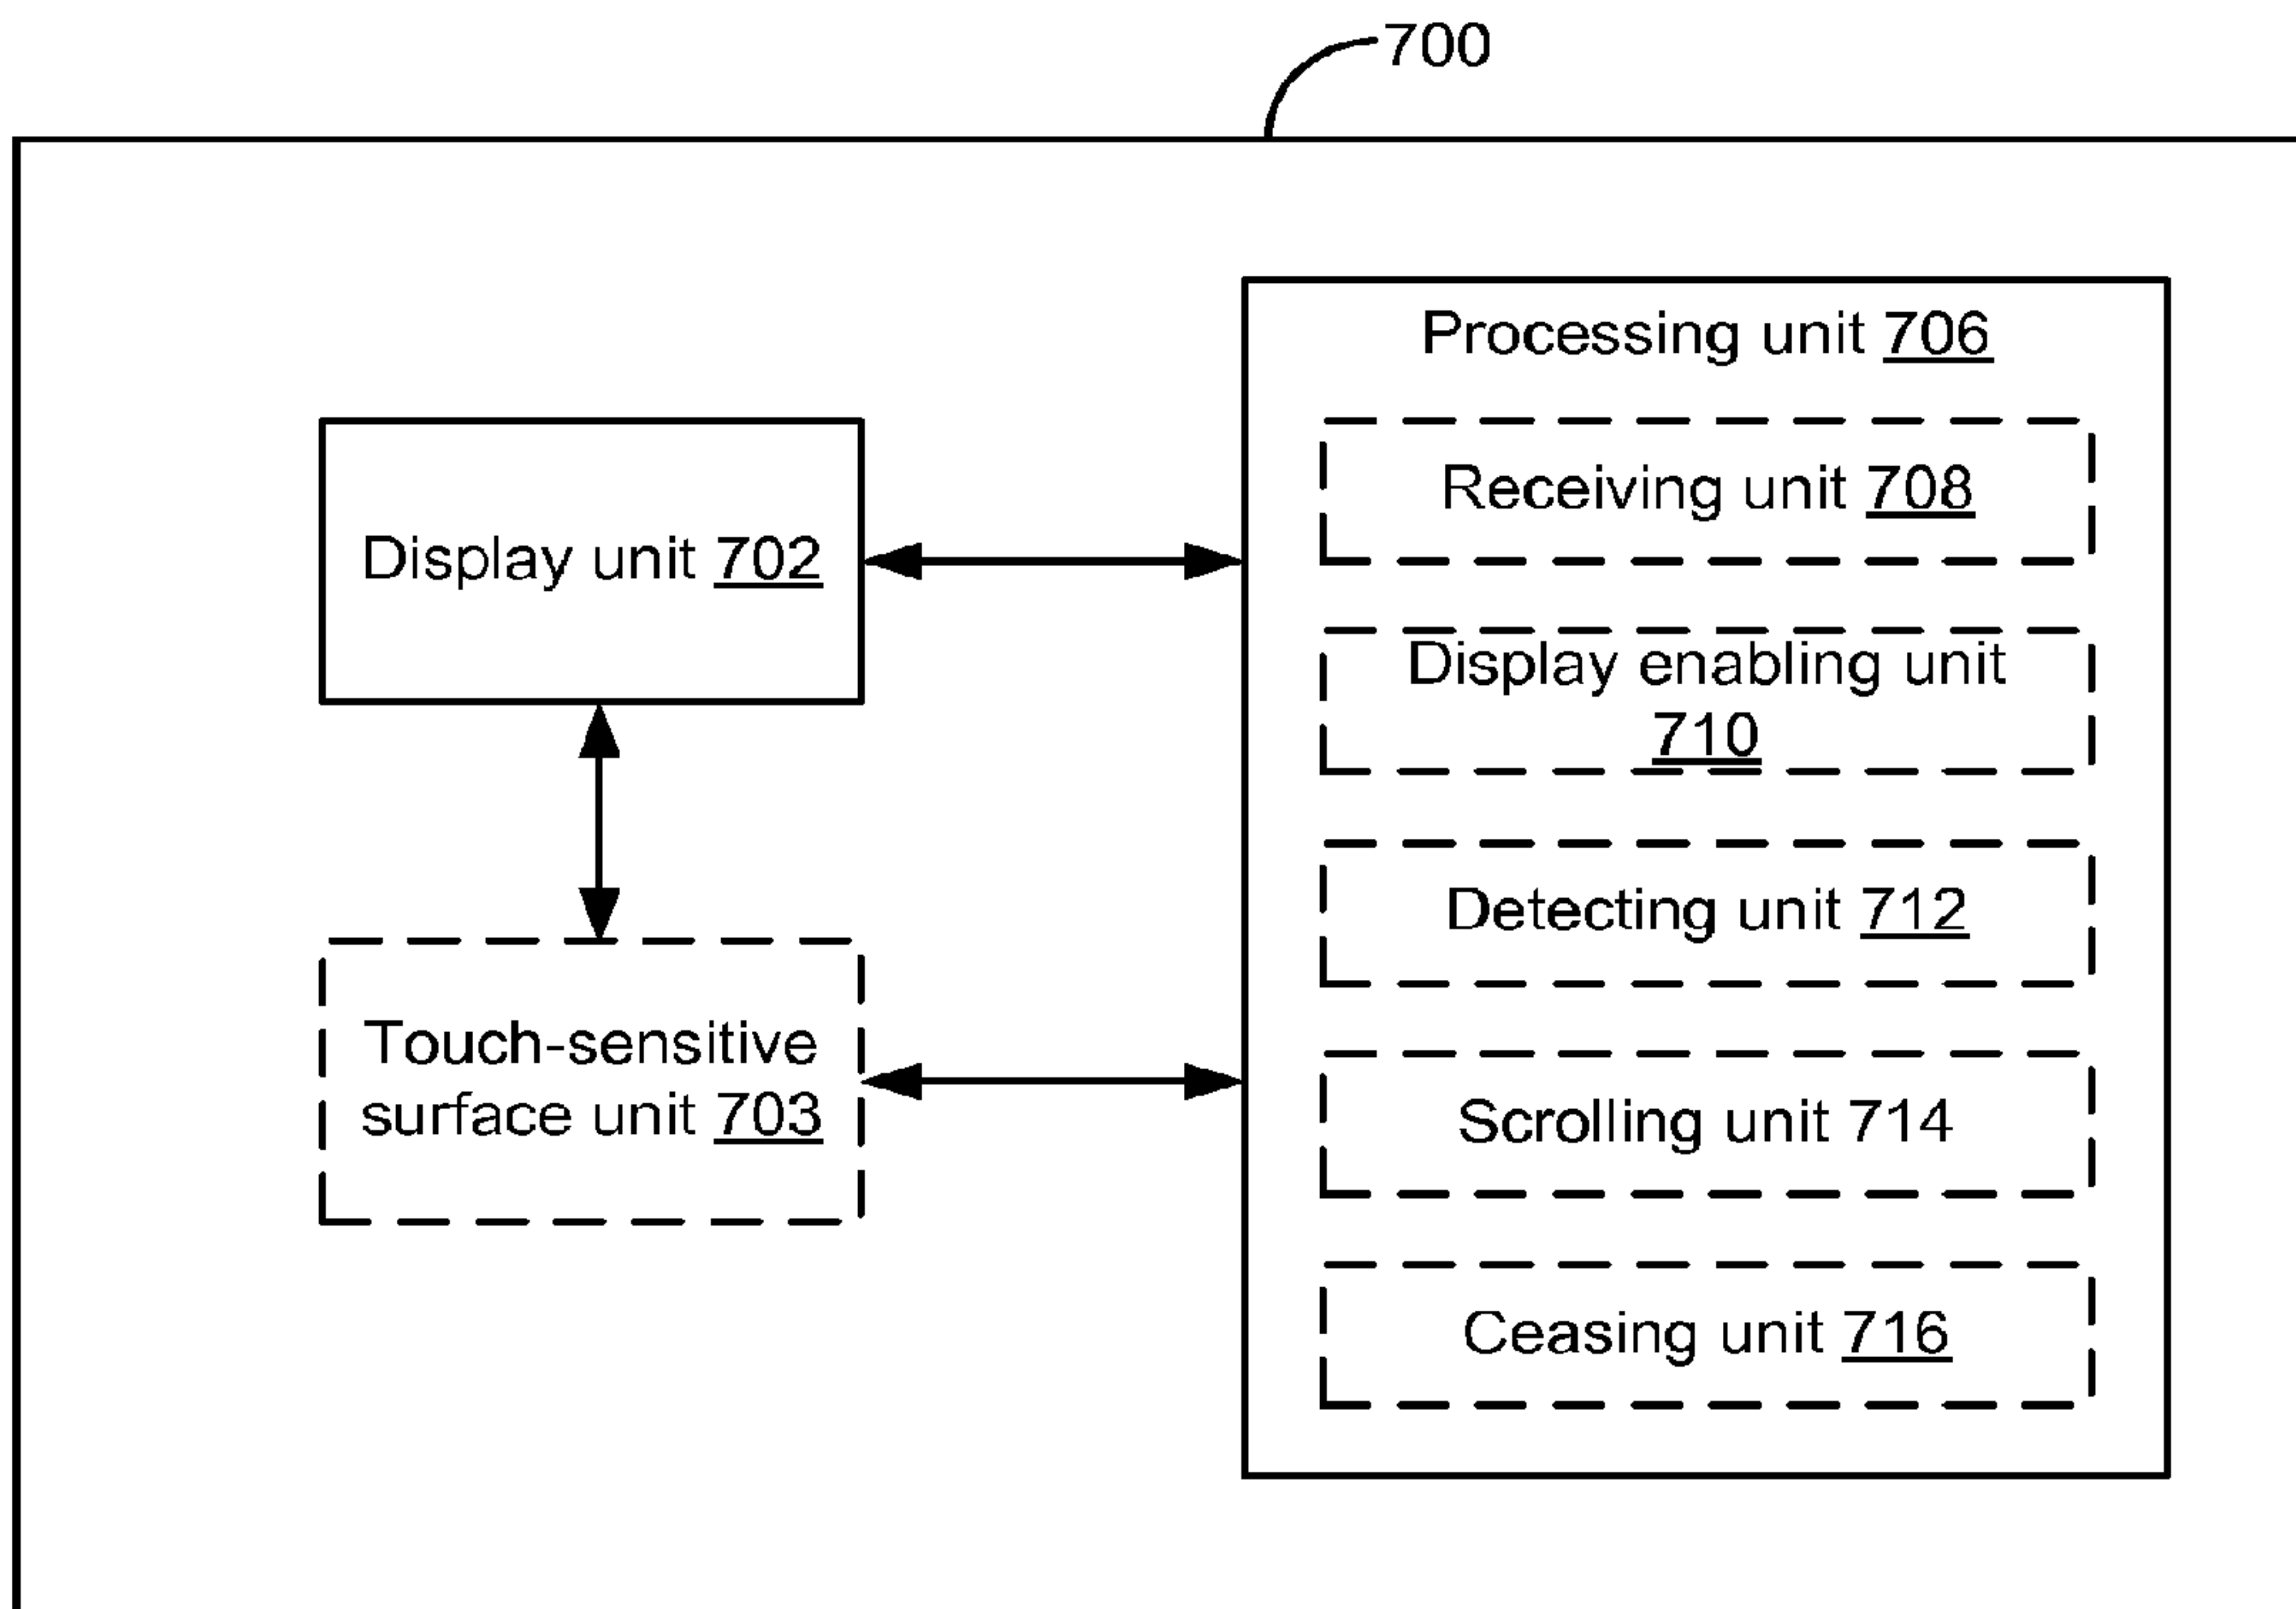 700
Processing unit 706
Receiving unit 708
Display unit 702
Display enabling unit
710
Detecting unit 712
Touch-sensitive
surface unit 703
Scrolling unit 714
Ceasing unit 716